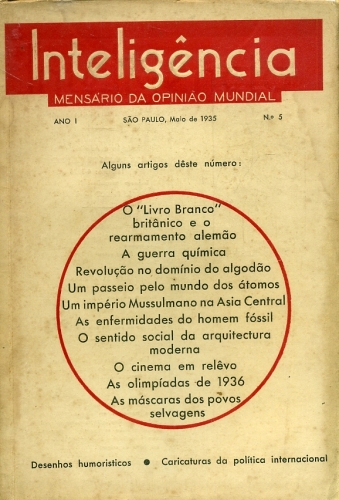 Inteligência
MENSÁRIO DA OPINIÃO MUNDIAL
ANO I SÃO PAULO, Maio de 1935 N.º 5
Alguns artigos dêste número:
O "Livro Branco"
britânico e o
rearmamento alemão
A guerra química
Revolução no domínio do algodão
Um passeio pelo mundo dos átomos
Um império Mussulmano na Asia Central
As enfermidades do homem fóssil
O sentido social da arquitectura
moderna
O cinema em relêvo
As olimpíadas de 1936
As máscaras dos povos
selvagens
Desenhos humoristicos ● Caricaturas da política internacional